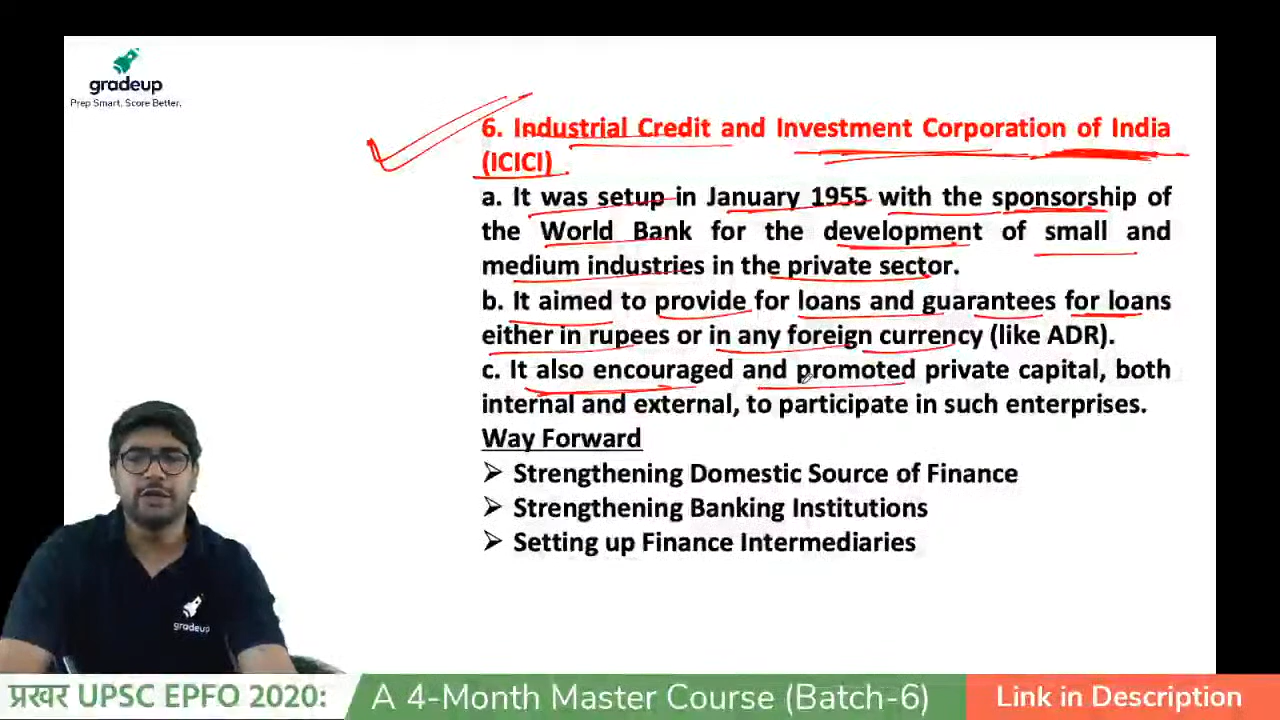 gradeup
Prep Smart. Score Better.
6. Industrial Credit and Investment Corporation of India
(ICICI)
a. It was setup in January 1955 with the sponsorship of
the World Bank for the development of small and
medium industries in the private sector.
b. It aimed to provide for loans and guarantees for loans
either in rupees or in any foreign currency (like ADR).
c. It also encouraged and promoted private capital, both
internal and external, to participate in such enterprises.
Way Forward
➢ Strengthening Domestic Source of Finance
➢ Strengthening Banking Institutions
➢ Setting up Finance Intermediaries
gradeup
प्रखर UPSC EPFO 2020: A 4-Month Master Course (Batch-6) Link in Description